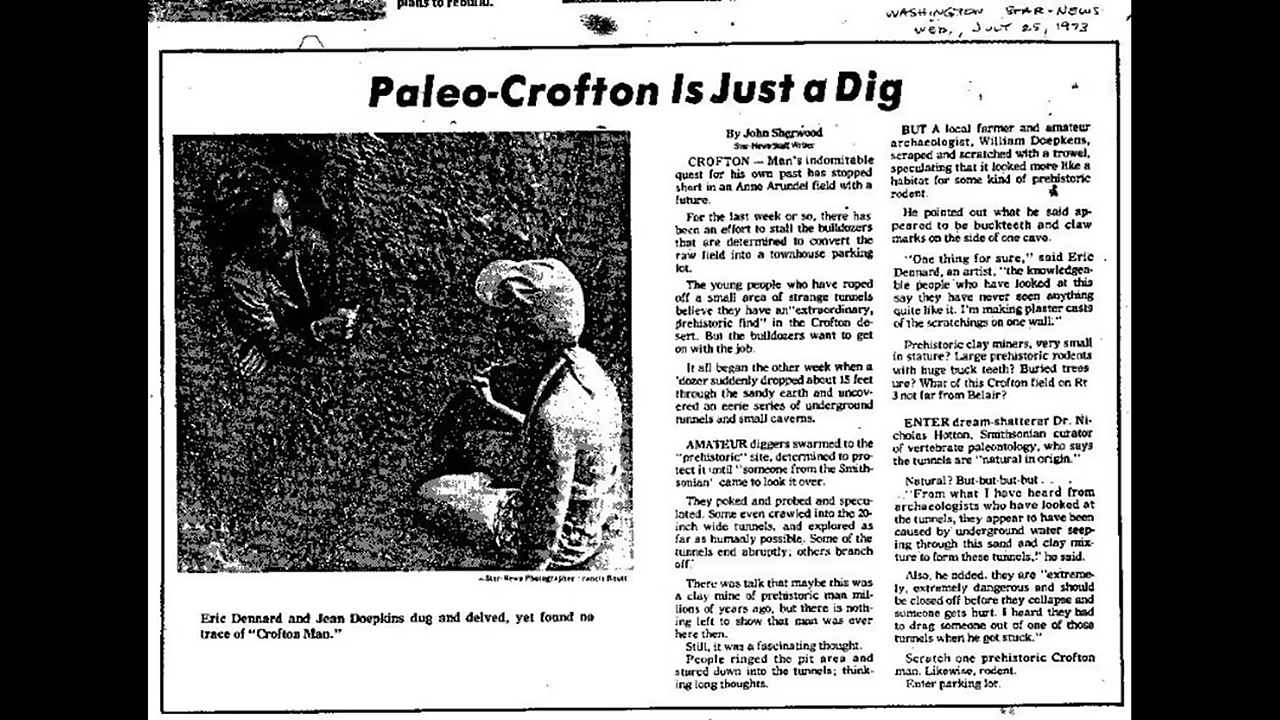 plans to rebuild.
WASHINGTON STAR-NEWS
WED., JULY 25, 1973
Paleo-Crofton Is Just a Dig
—Star-News Photographer Francis Routt
Eric Dennard and Jean Doepkins dug and delved, yet found no
trace of "Crofton Man."
By John Sherwood
Star-News Staff Writer
CROFTON — Man's indomitable
quest for his own past has stopped
short in an Anne Arundel field with a
future.
For the last week or so, there has
been an effort to stall the bulldozers
that are determined to convert the
raw field into a townhouse parking
lot.
The young people who have roped
off a small area of strange tunnels
believe they have an "extraordinary,
prehistoric find" in the Crofton de-
sert. But the bulldozers want to get
on with the job.
It all began the other week when a
'dozer suddenly dropped about 15 feet
through the sandy earth and uncov-
ered an eerie series of underground
tunnels and small caverns.
AMATEUR diggers swarmed to the
"prehistoric" site, determined to pro-
tect it until "someone from the Smith-
sonian' came to look it over.
They poked and probed and specu-
lated. Some even crawled into the 20-
inch wide tunnels, and explored as
far as humanly possible. Some of the
tunnels end abruptly; others branch
off.
There was talk that maybe this was
a clay mine of prehistoric man mil-
lions of years ago, but there is noth-
ing left to show that man was ever
here then.
Still, it was a fascinating thought.
People ringed the pit area and
stared down into the tunnels; think-
ing long thoughts.
BUT A local farmer and amateur
archaeologist, William Doepkens,
scraped and scratched with a trowel,
speculating that it looked more like a
habitat for some kind of prehistoric
rodent.
He pointed out what he said ap-
peared to be buckteeth and claw
marks on the side of one cave.
"One thing for sure," said Eric
Dennard, an artist, "the knowledgea-
ble people who have looked at this
say they have never seen anything
quite like it. I'm making plaster casts
of the scratchings on one wall."
Prehistoric clay miners, very small
in stature? Large prehistoric rodents
with huge buck teeth? Buried trees
ure? What of this Crofton field on Rt
3 not far from Belair?
ENTER dream-shatterer Dr. Ni-
cholas Hotton, Smithsonian curator
of vertebrate paleontology, who says
the tunnels are "natural in origin."
Natural? But-but-but-but . . .
"From what I have heard from
archaeologists who have looked at
the tunnels, they appear to have been
caused by underground water seep-
ing through this sand and clay mix-
ture to form these tunnels," he said.
Also, he added, they are "extreme-
ly, extremely dangerous and should
be closed off before they collapse and
someone gets hurt. I heard they had
to drag someone out of one of those
tunnels when he got stuck."
Scratch one prehistoric Crofton
man. Likewise, rodent.
Enter parking lot.